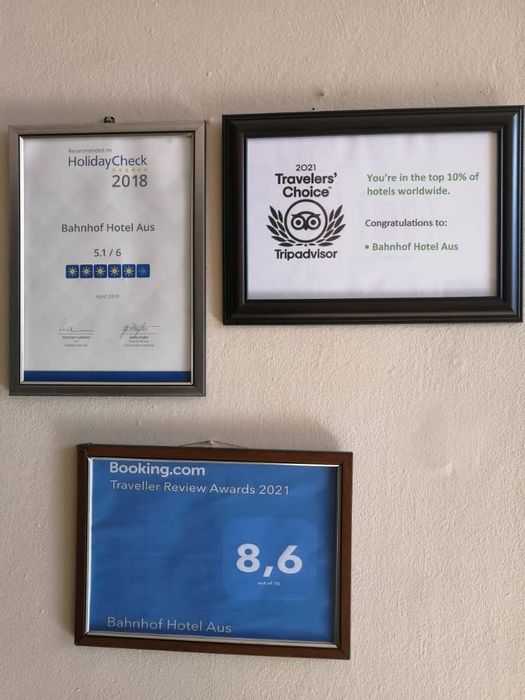 Recommended on
HolidayCheck
2018
Bahnhof Hotel Aus
5.1 / 6
April 2018
2021
Travelers'
Choice™
Tripadvisor
You're in the top 10% of
hotels worldwide.
Congratulations to:
• Bahnhof Hotel Aus
Booking.com
Traveller Review Awards 2021
8,6
out of 10
Bahnhof Hotel Aus